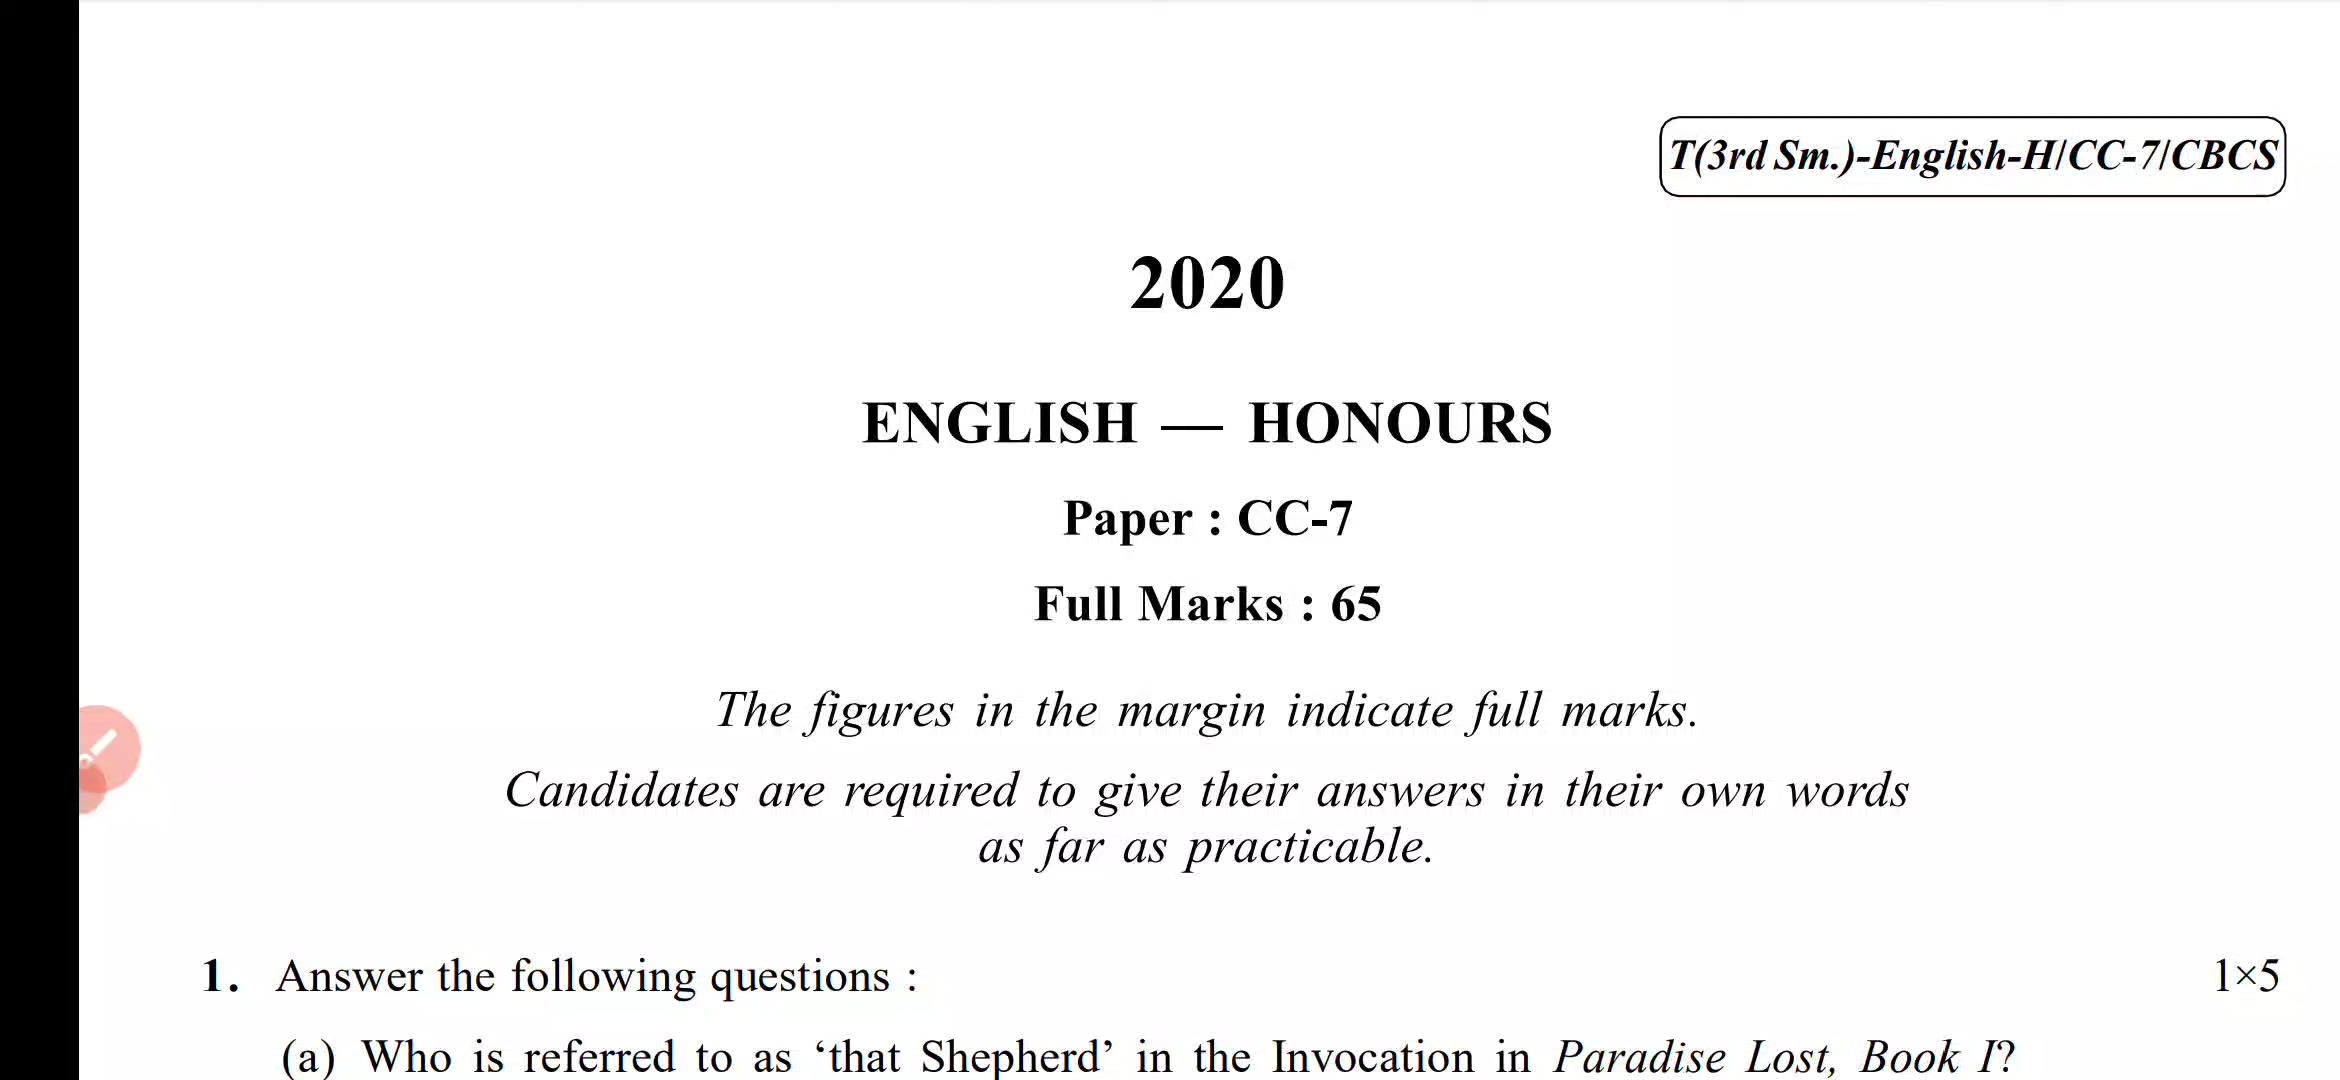 T(3rd Sm.)-English-H/CC-7/CBCS
2020
ENGLISH — HONOURS
Paper : CC-7
Full Marks : 65
The figures in the margin indicate full marks.
Candidates are required to give their answers in their own words
as far as practicable.
1. Answer the following questions : 1×5
(a) Who is referred to as ‘that Shepherd’ in the Invocation in Paradise Lost, Book I?